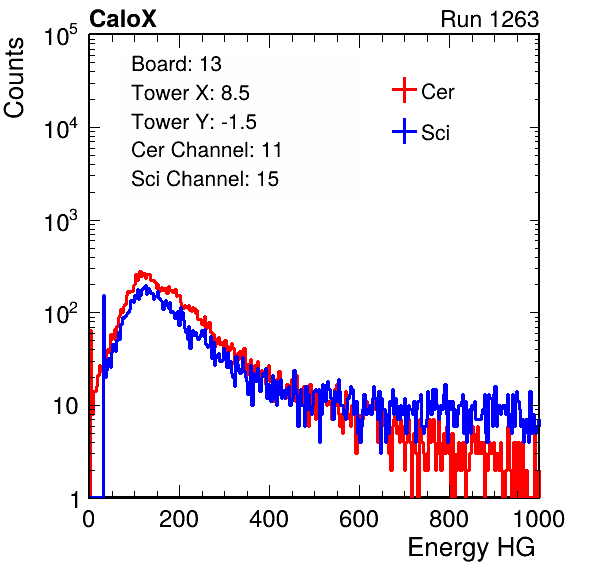 CaloX Run 1263
Counts
Board: 13
Tower X: 8.5
Tower Y: -1.5
Cer Channel: 11
Sci Channel: 15
Cer
Sci
10^5
10^4
10^3
10^2
10
1
0 200 400 600 800 1000
Energy HG